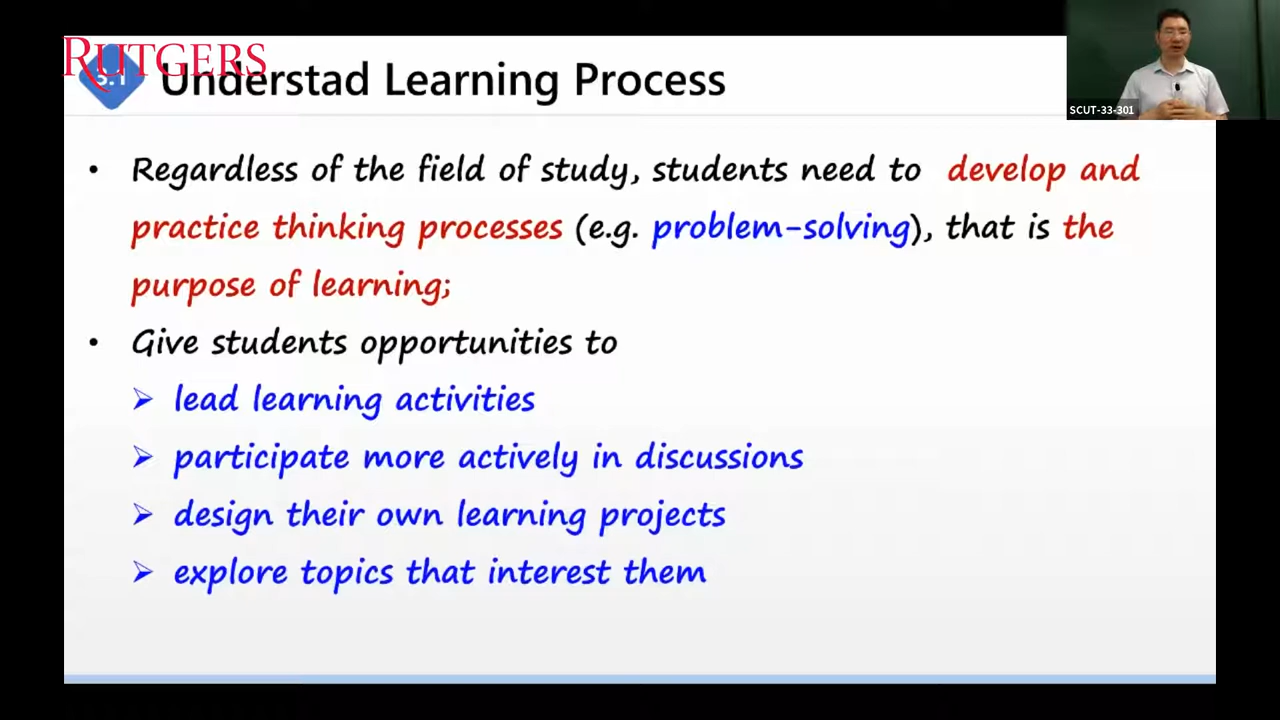 RUTGERS
3.1
Understad Learning Process
SCUT-33-301
• Regardless of the field of study, students need to develop and
practice thinking processes (e.g. problem-solving), that is the
purpose of learning;
• Give students opportunities to
➢ lead learning activities
➢ participate more actively in discussions
➢ design their own learning projects
➢ explore topics that interest them